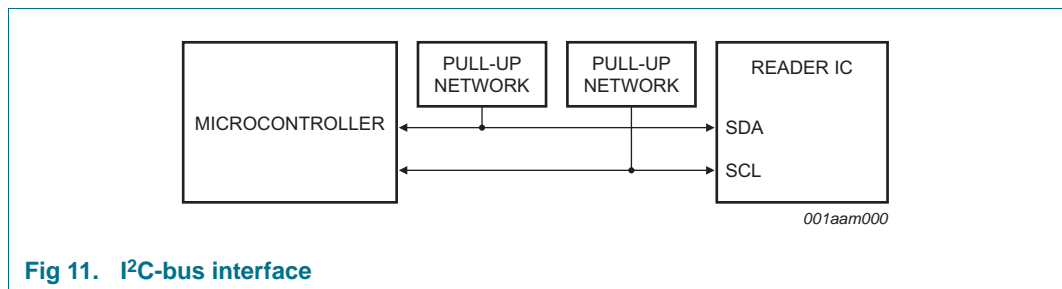 PULL-UP
NETWORK
PULL-UP
NETWORK
READER IC
MICROCONTROLLER
SDA
SCL
001aam000
Fig 11. I²C-bus interface